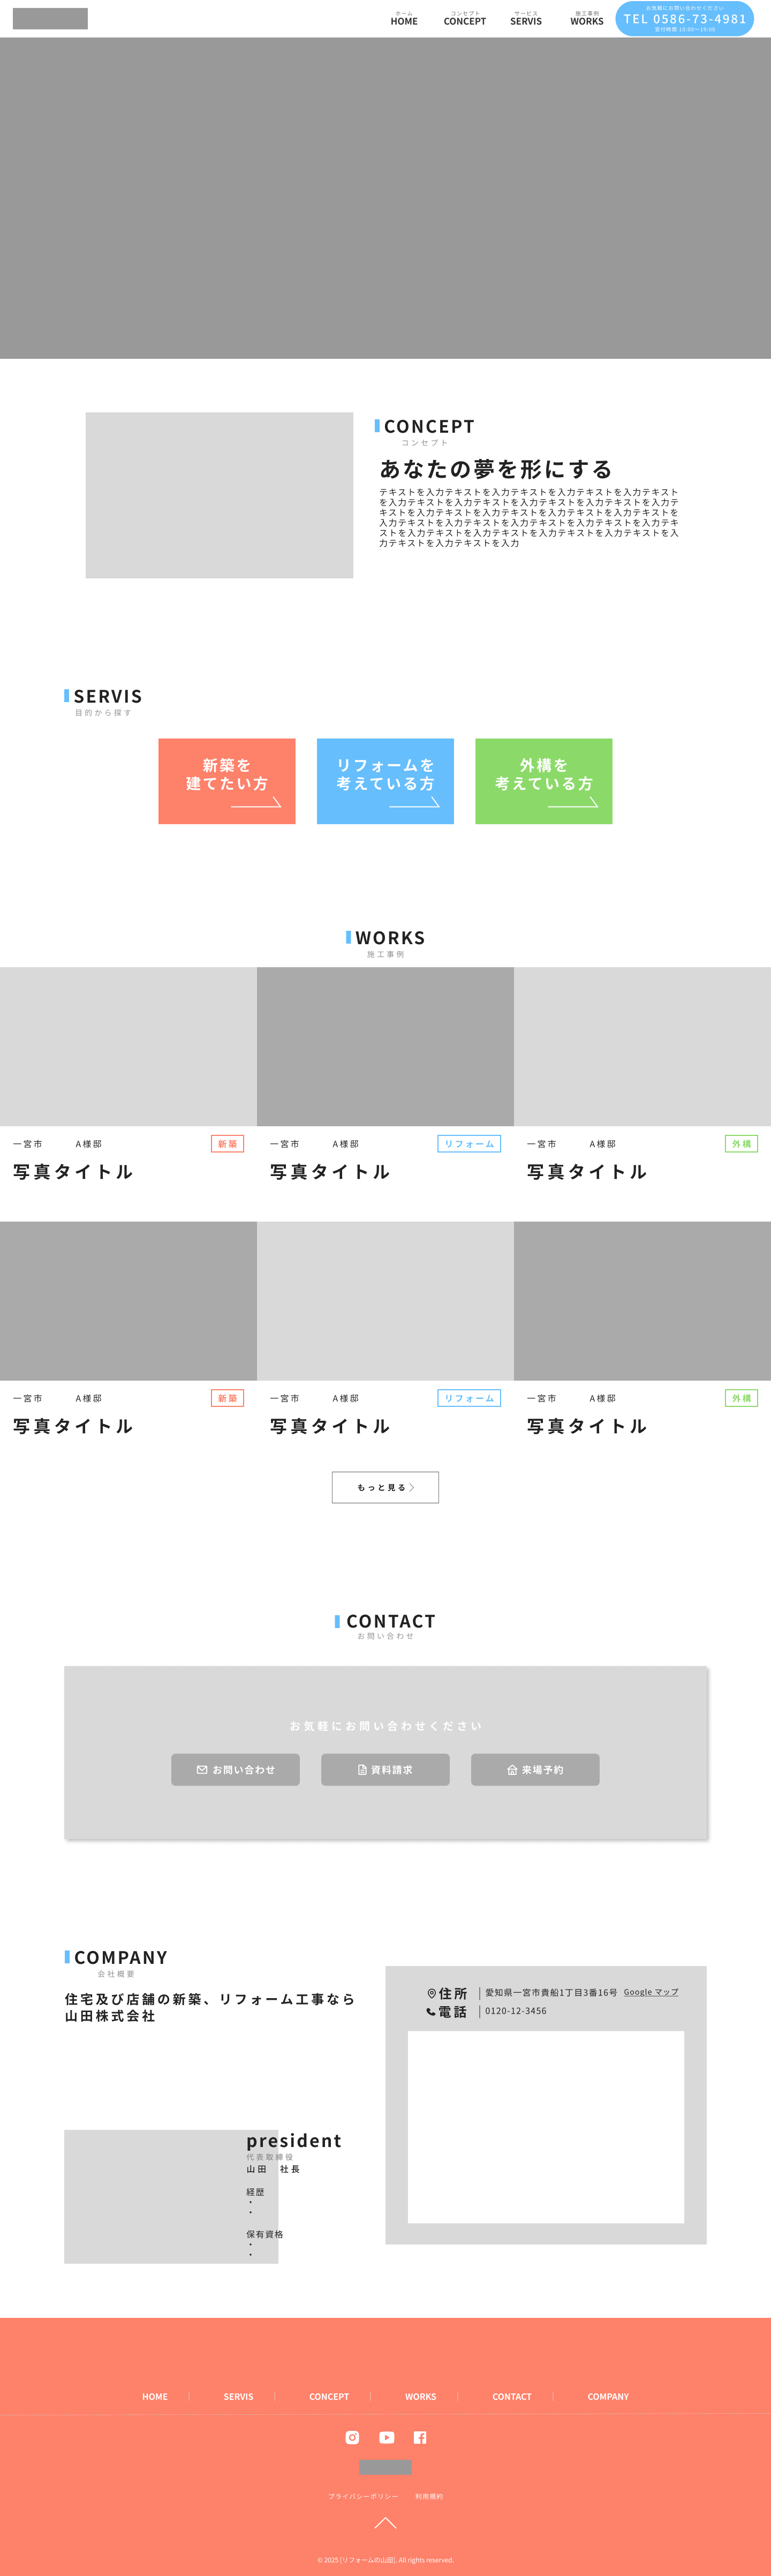 ホーム
HOME
コンセプト
CONCEPT
サービス
SERVIS
施工事例
WORKS
お気軽にお問い合わせください
TEL 0586-73-4981
受付時間 10:00〜19:00
CONCEPT
コンセプト
あなたの夢を形にする
テキストを入力テキストを入力テキストを入力テキストを入力テキスト
を入力テキストを入力テキストを入力テキストを入力テキストを入力テ
キストを入力テキストを入力テキストを入力テキストを入力テキストを
入力テキストを入力テキストを入力テキストを入力テキストを入力テキ
ストを入力テキストを入力テキストを入力テキストを入力テキストを入
力テキストを入力テキストを入力
SERVIS
目的から探す
新築を
建てたい方
リフォームを
考えている方
外構を
考えている方
WORKS
施工事例
一宮市 A様邸 新築
写真タイトル
一宮市 A様邸 リフォーム
写真タイトル
一宮市 A様邸 外構
写真タイトル
一宮市 A様邸 新築
写真タイトル
一宮市 A様邸 リフォーム
写真タイトル
一宮市 A様邸 外構
写真タイトル
もっと見る
CONTACT
お問い合わせ
お気軽にお問い合わせください
お問い合わせ
資料請求
来場予約
COMPANY
会社概要
住宅及び店舗の新築、リフォーム工事なら
山田株式会社
president
代表取締役
山田 社長
経歴
・
・
保有資格
・
・
住所 愛知県一宮市貴船1丁目3番16号 Google マップ
電話 0120-12-3456
HOME SERVIS CONCEPT WORKS CONTACT COMPANY
プライバシーポリシー 利用規約
© 2025 [リフォームの山田]. All rights reserved.